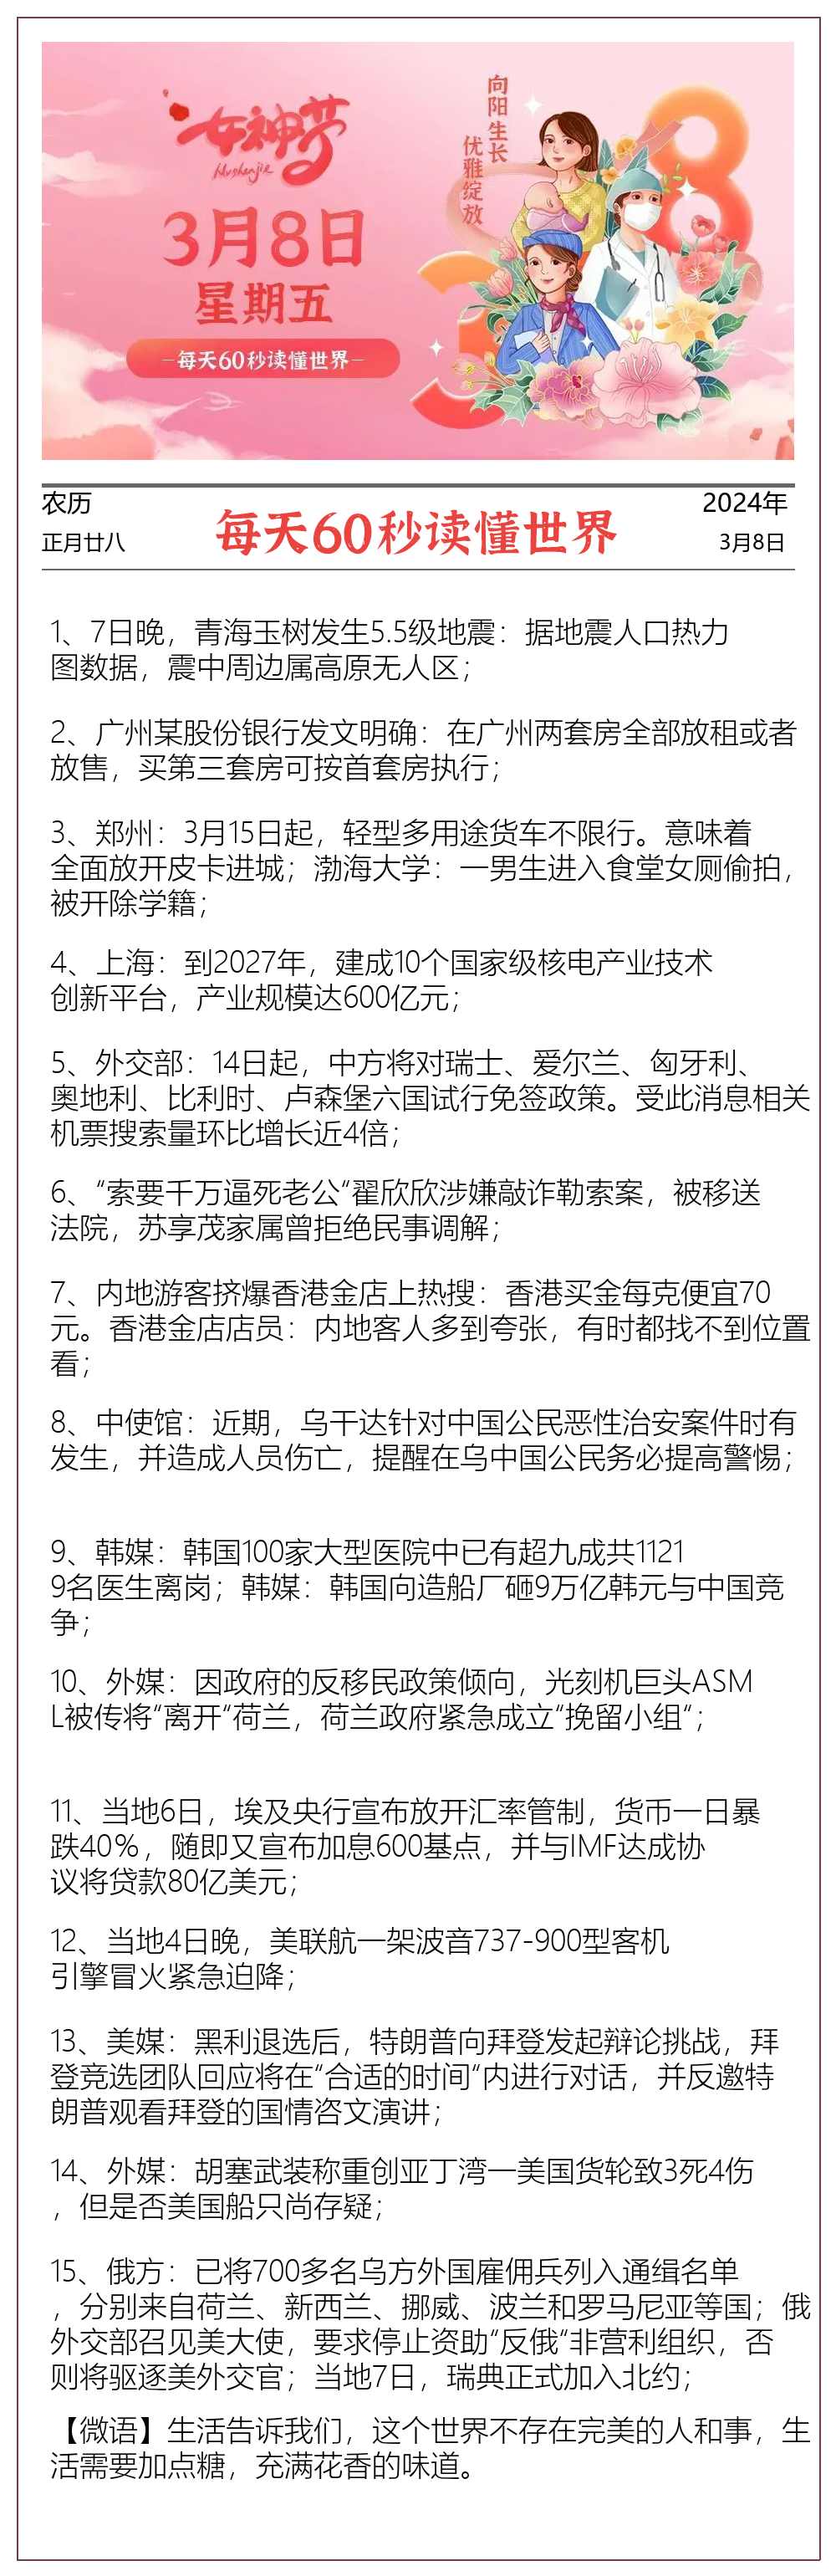 女神节
Nvshenjie
3月8日
星期五
—每天60秒读懂世界—
向阳生长
优雅绽放
38
农历
正月廿八
每天60秒读懂世界
2024年
3月8日
1、7日晚，青海玉树发生5.5级地震：据地震人口热力
图数据，震中周边属高原无人区；
2、广州某股份银行发文明确：在广州两套房全部放租或者
放售，买第三套房可按首套房执行；
3、郑州：3月15日起，轻型多用途货车不限行。意味着
全面放开皮卡进城；渤海大学：一男生进入食堂女厕偷拍，
被开除学籍；
4、上海：到2027年，建成10个国家级核电产业技术
创新平台，产业规模达600亿元；
5、外交部：14日起，中方将对瑞士、爱尔兰、匈牙利、
奥地利、比利时、卢森堡六国试行免签政策。受此消息相关
机票搜索量环比增长近4倍；
6、“索要千万逼死老公“翟欣欣涉嫌敲诈勒索案，被移送
法院，苏享茂家属曾拒绝民事调解；
7、内地游客挤爆香港金店上热搜：香港买金每克便宜70
元。香港金店店员：内地客人多到夸张，有时都找不到位置
看；
8、中使馆：近期，乌干达针对中国公民恶性治安案件时有
发生，并造成人员伤亡，提醒在乌中国公民务必提高警惕；
9、韩媒：韩国100家大型医院中已有超九成共1121
9名医生离岗；韩媒：韩国向造船厂砸9万亿韩元与中国竞
争；
10、外媒：因政府的反移民政策倾向，光刻机巨头ASM
L被传将“离开“荷兰，荷兰政府紧急成立“挽留小组“；
11、当地6日，埃及央行宣布放开汇率管制，货币一日暴
跌40%，随即又宣布加息600基点，并与IMF达成协
议将贷款80亿美元；
12、当地4日晚，美联航一架波音737-900型客机
引擎冒火紧急迫降；
13、美媒：黑利退选后，特朗普向拜登发起辩论挑战，拜
登竞选团队回应将在“合适的时间“内进行对话，并反邀特
朗普观看拜登的国情咨文演讲；
14、外媒：胡塞武装称重创亚丁湾一美国货轮致3死4伤
，但是否美国船只尚存疑；
15、俄方：已将700多名乌方外国雇佣兵列入通缉名单
，分别来自荷兰、新西兰、挪威、波兰和罗马尼亚等国；俄
外交部召见美大使，要求停止资助“反俄“非营利组织，否
则将驱逐美外交官；当地7日，瑞典正式加入北约；
【微语】生活告诉我们，这个世界不存在完美的人和事，生
活需要加点糖，充满花香的味道。